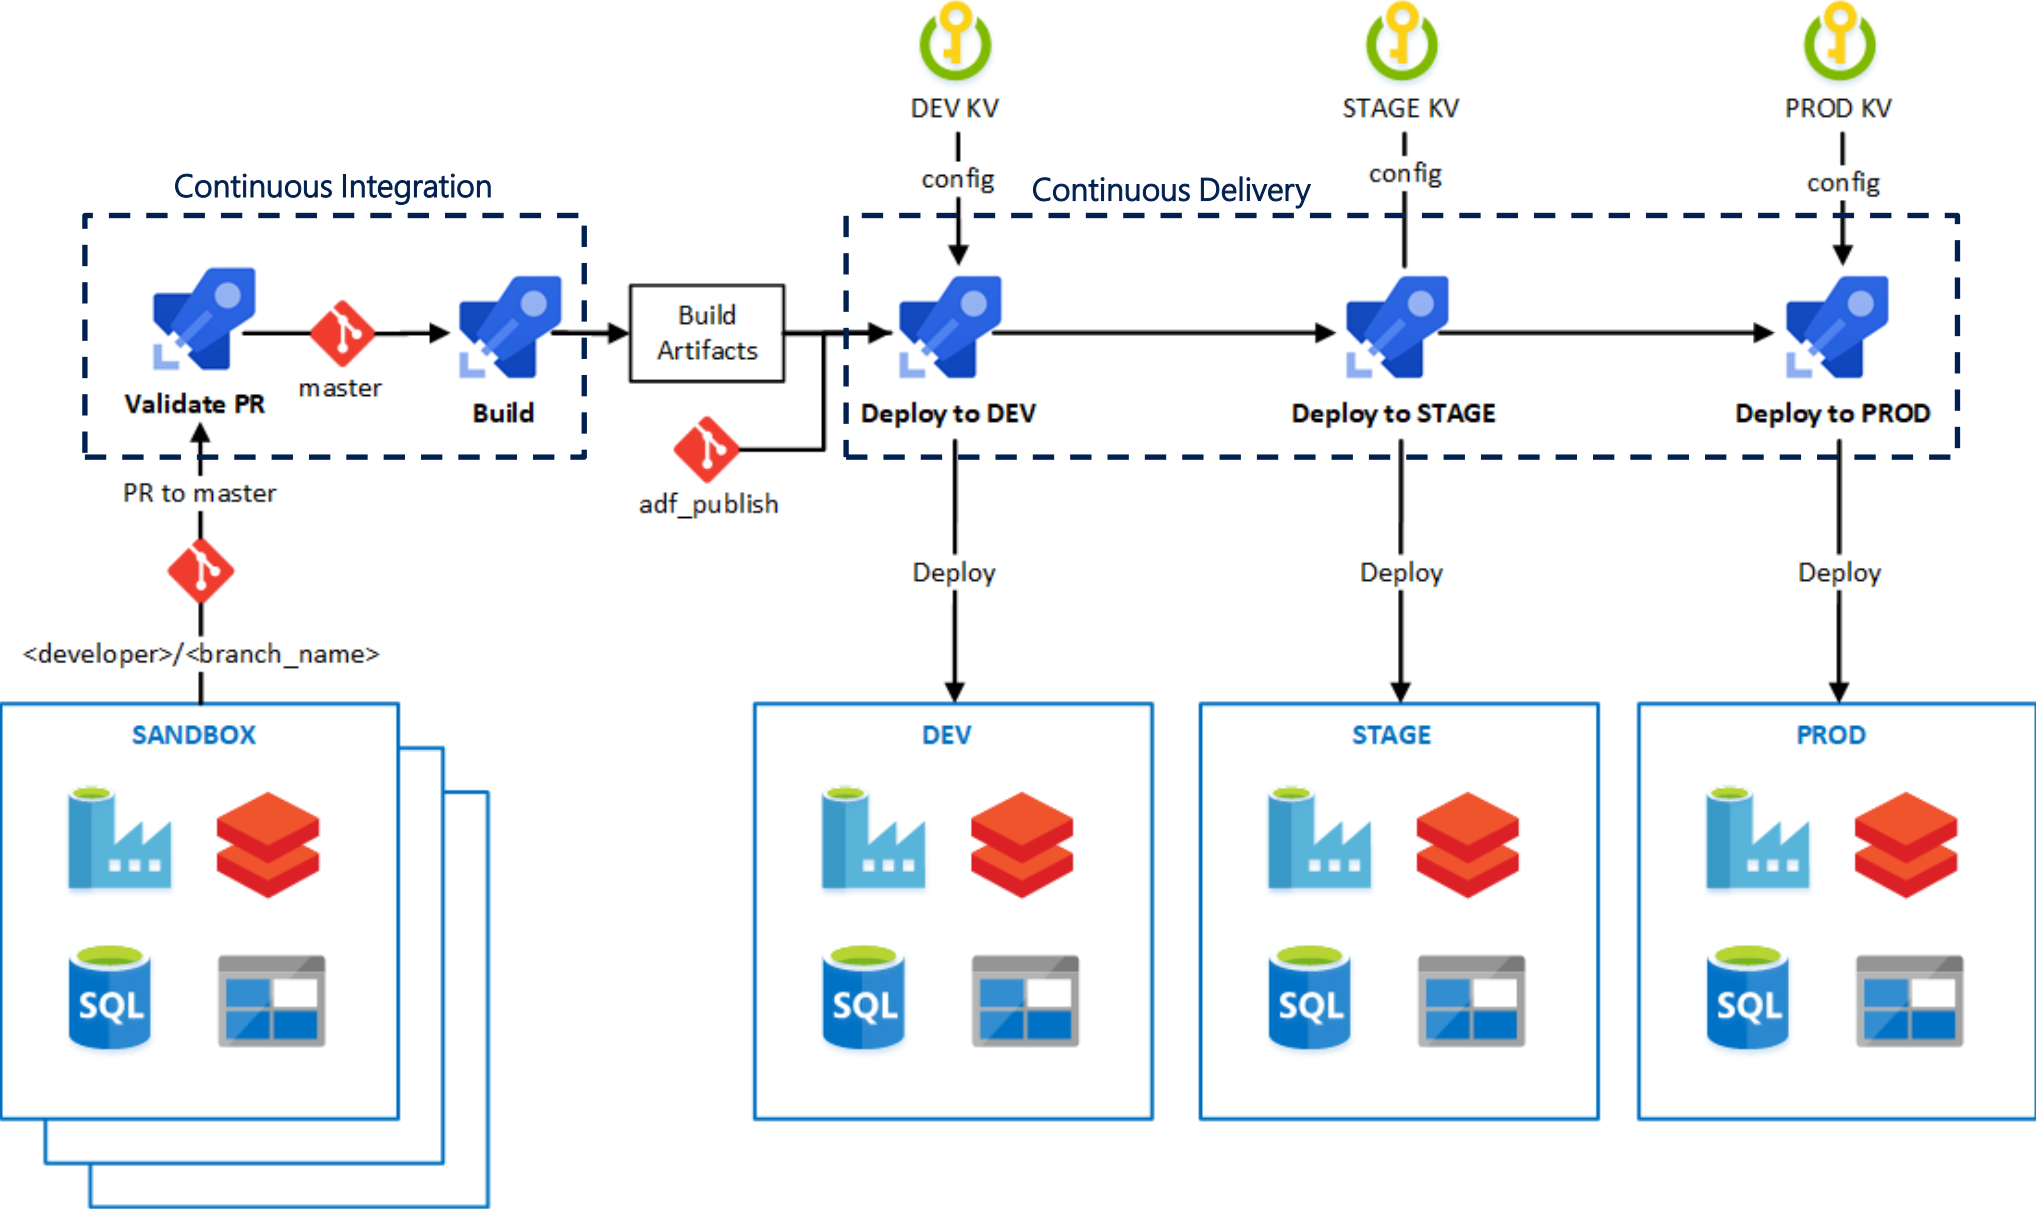 DEV KV
STAGE KV
PROD KV
config
config
config
Continuous Integration
Continuous Delivery
Build
Artifacts
master
Validate PR
Build
Deploy to DEV
Deploy to STAGE
Deploy to PROD
PR to master
adf_publish
Deploy
Deploy
Deploy
<developer>/<branch_name>
SANDBOX
DEV
STAGE
PROD
SQL
SQL
SQL
SQL